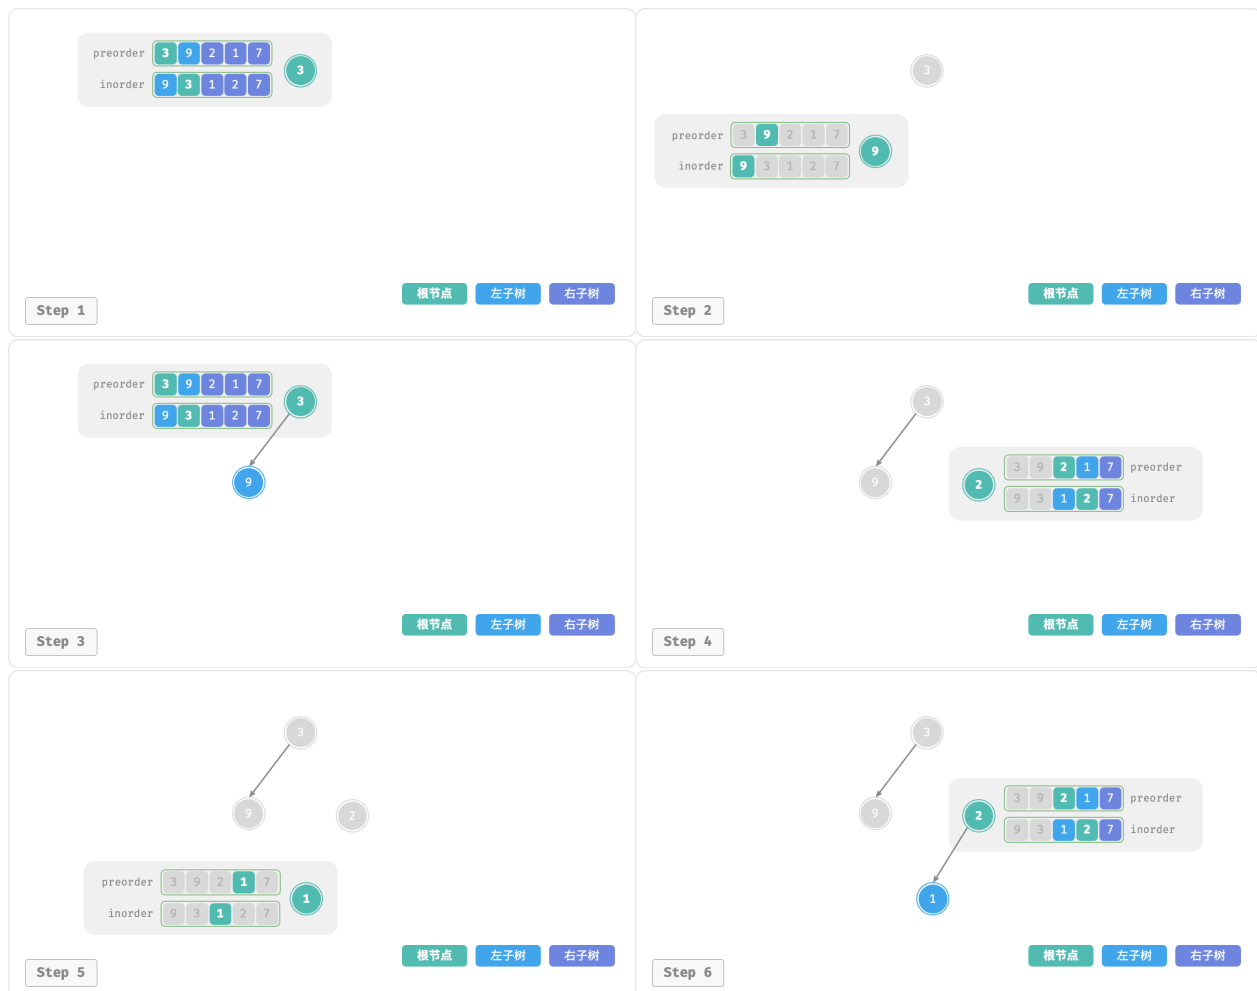 preorder 3 9 2 1 7
3
inorder 9 3 1 2 7
根节点 左子树 右子树
Step 1
3
preorder 3 9 2 1 7
9
inorder 9 3 1 2 7
根节点 左子树 右子树
Step 2
preorder 3 9 2 1 7
3
inorder 9 3 1 2 7
9
根节点 左子树 右子树
Step 3
3
3 9 2 1 7 preorder
9
2
9 3 1 2 7 inorder
根节点 左子树 右子树
Step 4
3
9
2
preorder 3 9 2 1 7
1
inorder 9 3 1 2 7
根节点 左子树 右子树
Step 5
3
3 9 2 1 7 preorder
9
2
9 3 1 2 7 inorder
1
根节点 左子树 右子树
Step 6